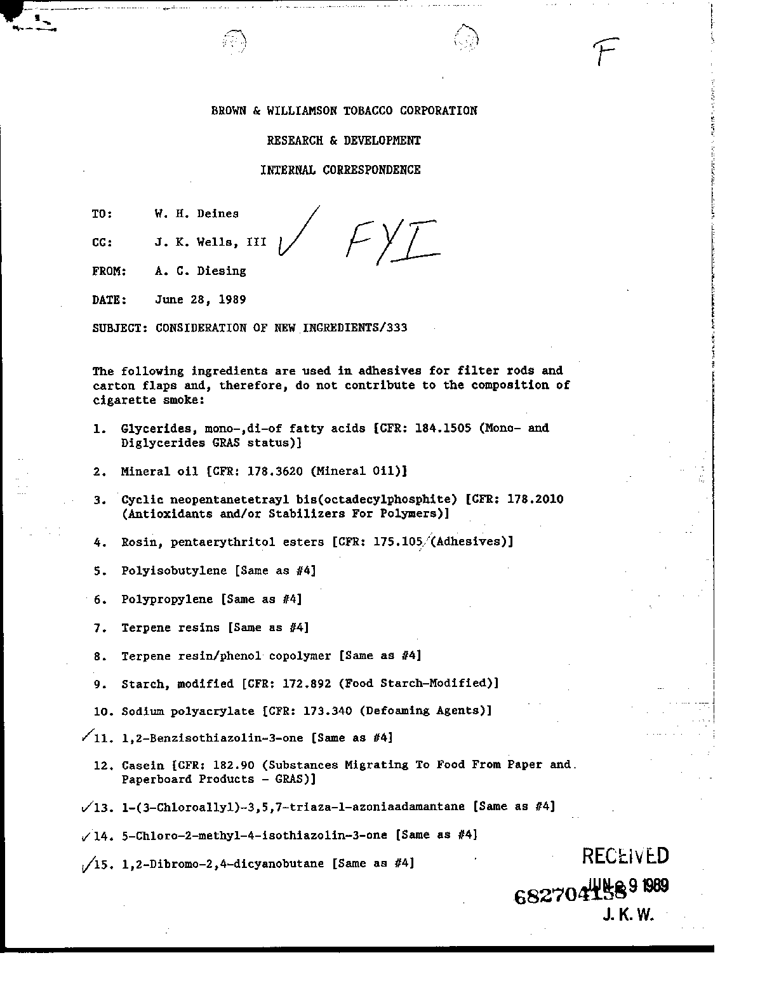 F
BROWN & WILLIAMSON TOBACCO CORPORATION
RESEARCH & DEVELOPMENT
INTERNAL CORRESPONDENCE
TO: W. H. Deines
CC: J. K. Wells, III ✓ FYI
FROM: A. C. Diesing
DATE: June 28, 1989
SUBJECT: CONSIDERATION OF NEW INGREDIENTS/333
The following ingredients are used in adhesives for filter rods and
carton flaps and, therefore, do not contribute to the composition of
cigarette smoke:
1. Glycerides, mono-,di-of fatty acids [CFR: 184.1505 (Mono- and
Diglycerides GRAS status)]
2. Mineral oil [CFR: 178.3620 (Mineral Oil)]
3. Cyclic neopentanetetrayl bis(octadecylphosphite) [CFR: 178.2010
(Antioxidants and/or Stabilizers For Polymers)]
4. Rosin, pentaerythritol esters [CFR: 175.105 (Adhesives)]
5. Polyisobutylene [Same as #4]
6. Polypropylene [Same as #4]
7. Terpene resins [Same as #4]
8. Terpene resin/phenol copolymer [Same as #4]
9. Starch, modified [CFR: 172.892 (Food Starch-Modified)]
10. Sodium polyacrylate [CFR: 173.340 (Defoaming Agents)]
✓11. 1,2-Benzisothiazolin-3-one [Same as #4]
12. Casein [CFR: 182.90 (Substances Migrating To Food From Paper and
Paperboard Products - GRAS)]
✓13. 1-(3-Chloroallyl)-3,5,7-triaza-1-azoniaadamantane [Same as #4]
✓14. 5-Chloro-2-methyl-4-isothiazolin-3-one [Same as #4]
✓15. 1,2-Dibromo-2,4-dicyanobutane [Same as #4]
RECEIVED
9 1989
J. K. W.